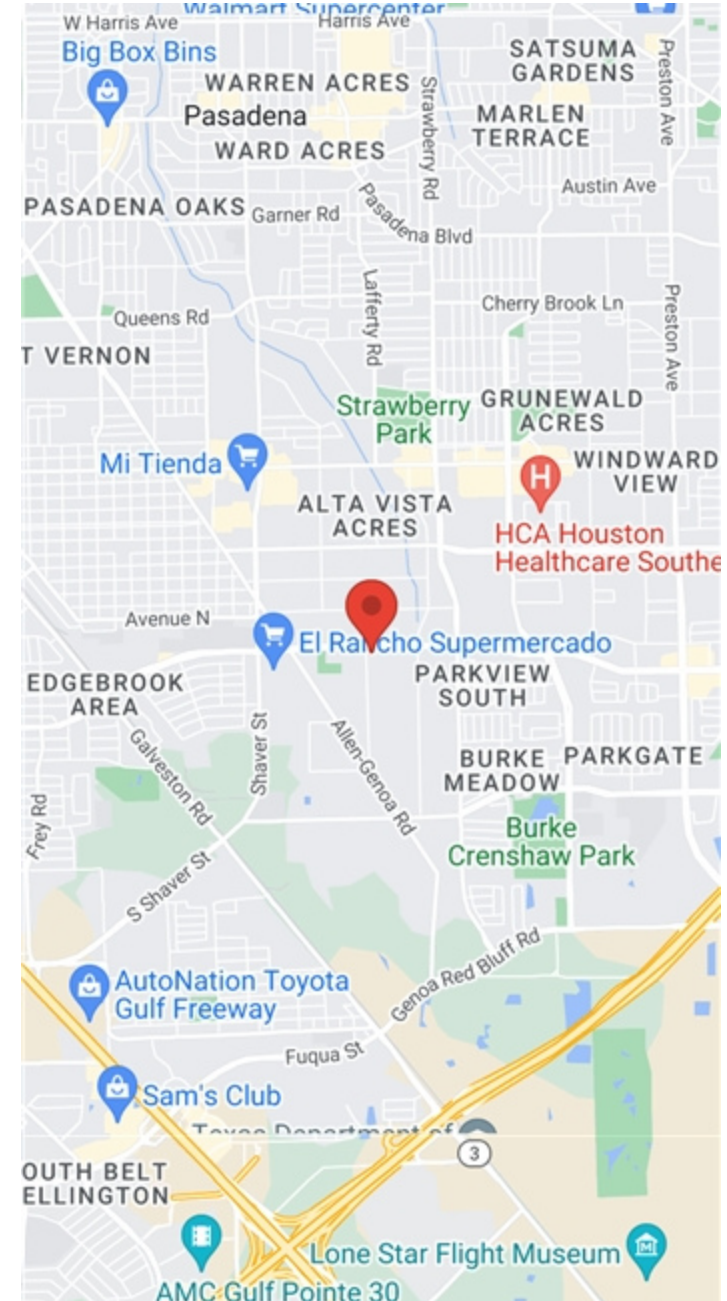 Walmart Supercenter
W Harris Ave
Harris Ave
Big Box Bins
SATSUMA
GARDENS
Preston Ave
WARREN ACRES
Strawberry Rd
Pasadena
MARLEN
TERRACE
WARD ACRES
Austin Ave
PASADENA OAKS
Garner Rd
Pasadena Blvd
Lafferty Rd
Cherry Brook Ln
Preston Ave
Queens Rd
T VERNON
Strawberry
Park
GRUNEWALD
ACRES
Mi Tienda
WINDWARD
VIEW
H
ALTA VISTA
ACRES
HCA Houston
Healthcare Southe
Avenue N
El Rancho Supermercado
EDGEBROOK
AREA
PARKVIEW
SOUTH
Shaver St
Allen-Genoa Rd
Galveston Rd
BURKE
MEADOW
PARKGATE
Frey Rd
Burke
Crenshaw Park
S Shaver St
Genoa Red Bluff Rd
AutoNation Toyota
Gulf Freeway
Fuqua St
Sam's Club
Texas Department of
3
OUTH BELT
ELLINGTON
Lone Star Flight Museum
AMC Gulf Pointe 30